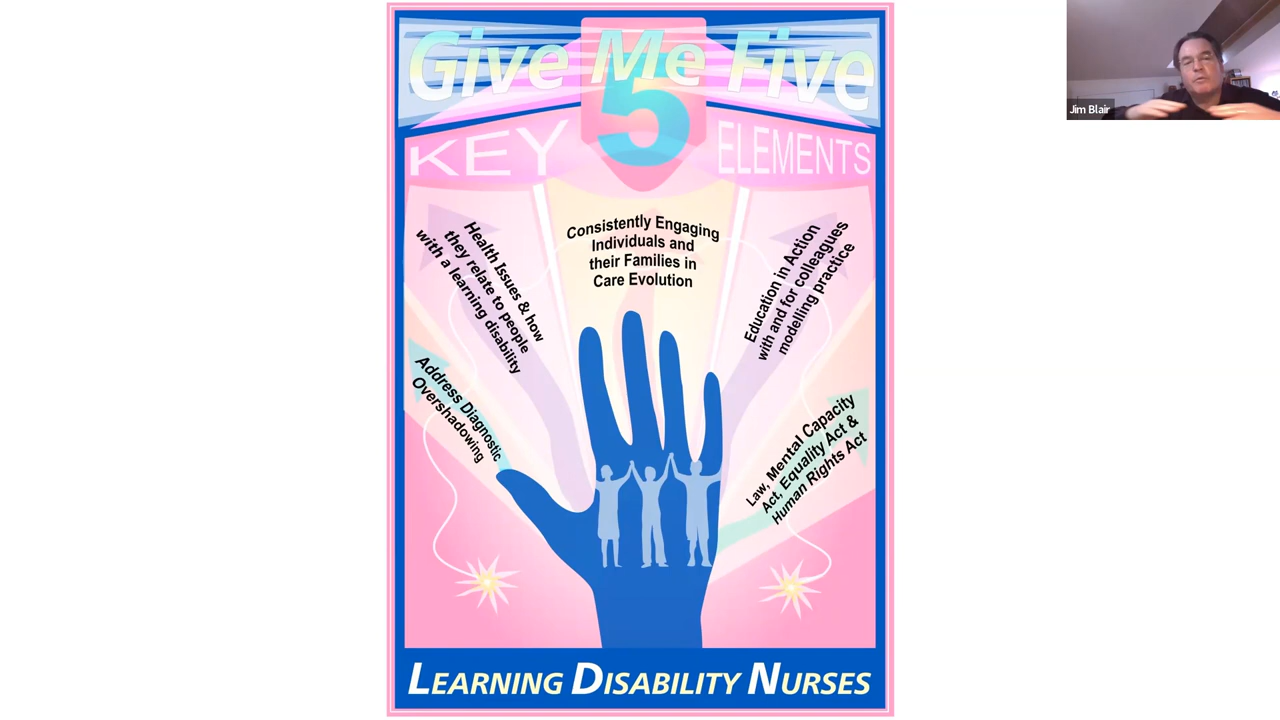 Give Me Five
KEY 5 ELEMENTS
Address Diagnostic
Overshadowing
Health Issues & how
they relate to people
with a learning disability
Consistently Engaging
Individuals and
their Families in
Care Evolution
Education in Action
with and for colleagues
modelling practice
Law, Mental Capacity
Act, Equality Act &
Human Rights Act
LEARNING DISABILITY NURSES
Jim Blair